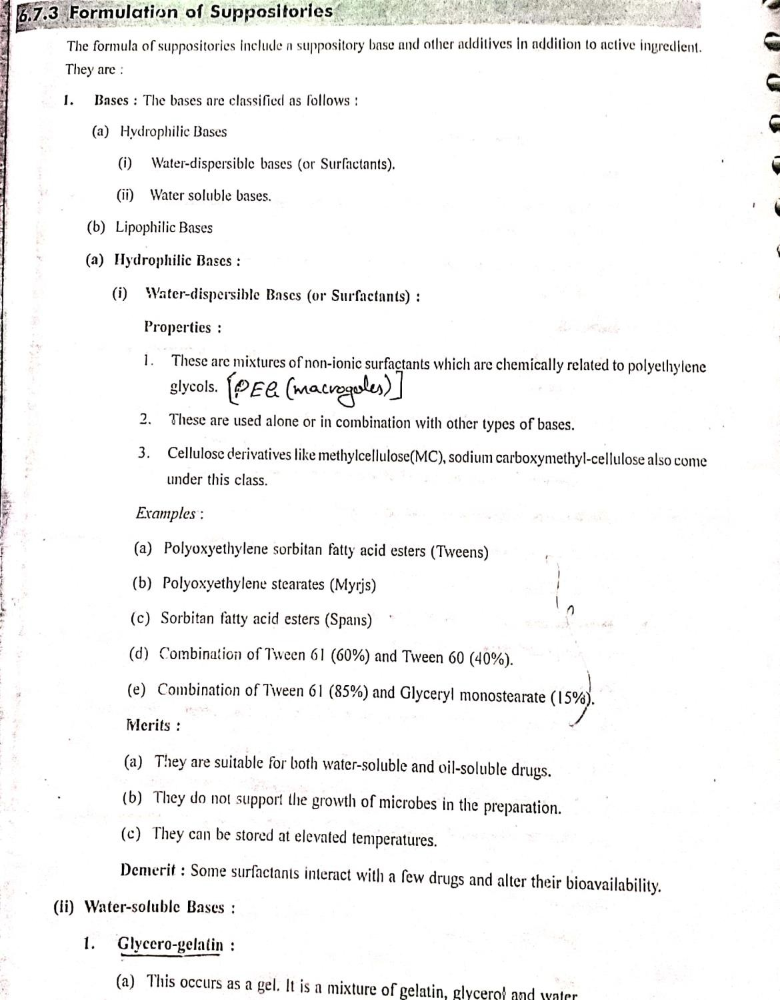 6.7.3 Formulation of Suppositories
The formula of suppositories include a suppository base and other additives in addition to active ingredient.
They are :
1. Bases : The bases are classified as follows :
(a) Hydrophilic Bases
(i) Water-dispersible bases (or Surfactants).
(ii) Water soluble bases.
(b) Lipophilic Bases
(a) Hydrophilic Bases :
(i) Water-dispersible Bases (or Surfactants) :
Properties :
1. These are mixtures of non-ionic surfactants which are chemically related to polyethylene
glycols. [PEG (macrogoles)]
2. These are used alone or in combination with other types of bases.
3. Cellulose derivatives like methylcellulose(MC), sodium carboxymethyl-cellulose also come
under this class.
Examples :
(a) Polyoxyethylene sorbitan fatty acid esters (Tweens)
(b) Polyoxyethylene stearates (Myrjs)
(c) Sorbitan fatty acid esters (Spans)
(d) Combination of Tween 61 (60%) and Tween 60 (40%).
(e) Combination of Tween 61 (85%) and Glyceryl monostearate (15%).
Merits :
(a) They are suitable for both water-soluble and oil-soluble drugs.
(b) They do not support the growth of microbes in the preparation.
(c) They can be stored at elevated temperatures.
Demerit : Some surfactants interact with a few drugs and alter their bioavailability.
(ii) Water-soluble Bases :
1. Glycero-gelatin :
(a) This occurs as a gel. It is a mixture of gelatin, glycerol and water